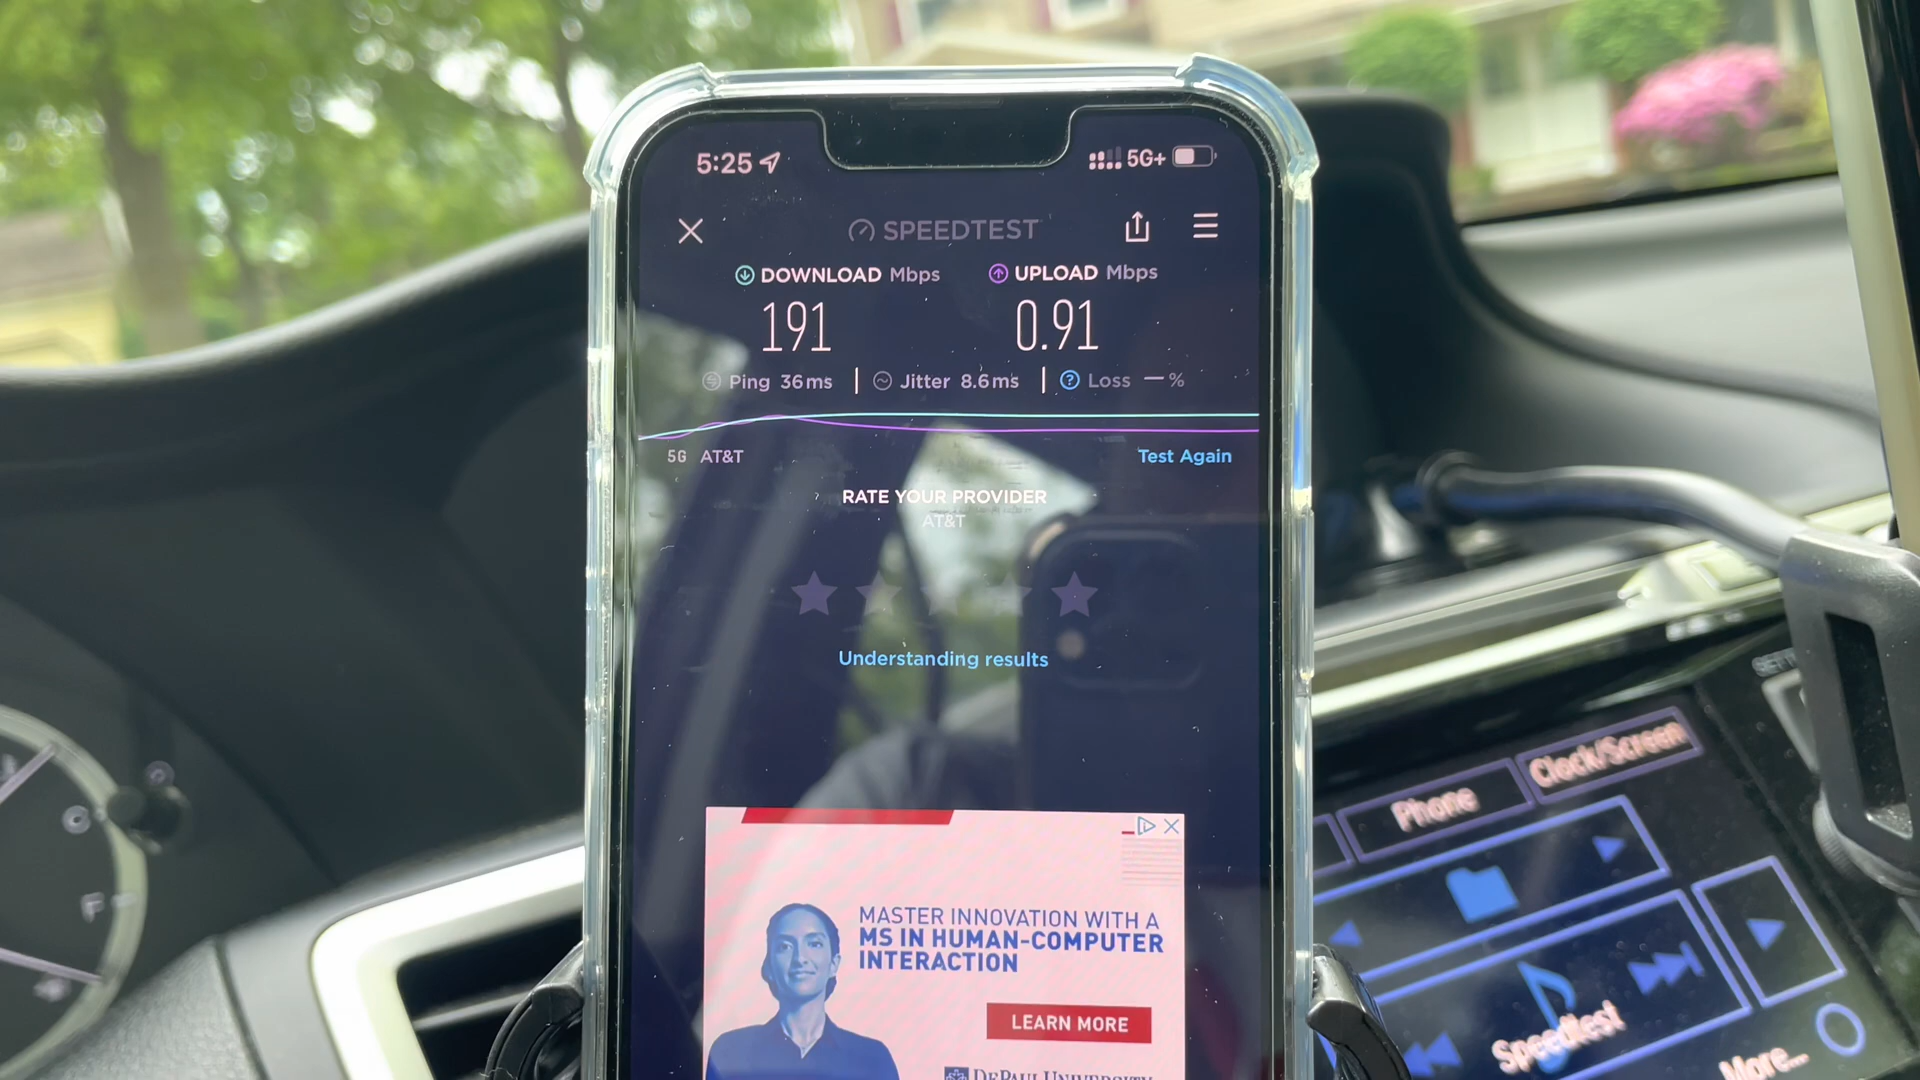 5:25
5G+
SPEEDTEST
DOWNLOAD Mbps
UPLOAD Mbps
191
0.91
Ping 36ms
Jitter 8.6ms
Loss — %
5G AT&T
Test Again
RATE YOUR PROVIDER
AT&T
Understanding results
MASTER INNOVATION WITH A
MS IN HUMAN-COMPUTER
INTERACTION
LEARN MORE
DEPAUL UNIVERSITY
Clock/Screen
Phone
Speedtest
More...
F